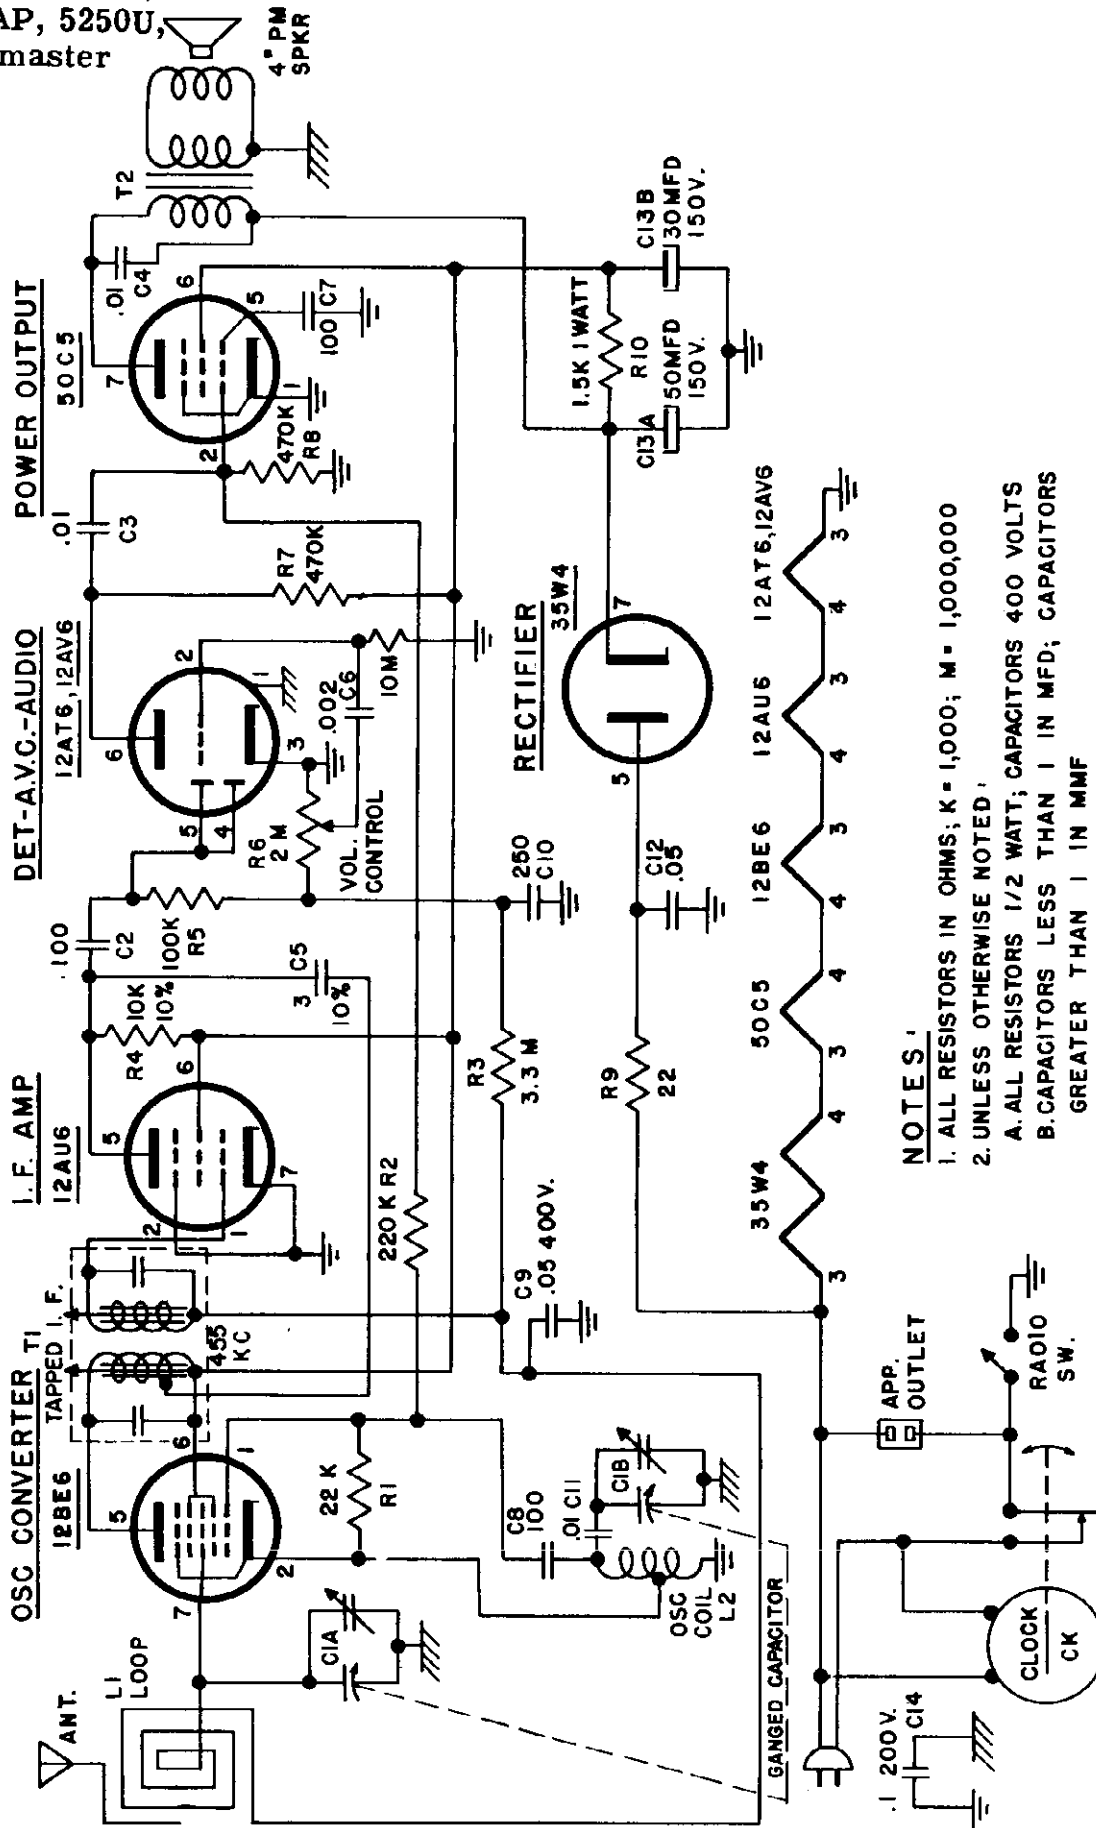 AP, 5250U,
master
4" PM
SPKR
T2
.01
C4
POWER OUTPUT
50C5
7
6
5
1
2
100 C7
470K
R8
.01
C3
R7
470K
DET-A.V.C.-AUDIO
12AT6, 12AV6
6
2
1
3
5
4
10M
.002
C6
R6
2 M
VOL.
CONTROL
.100
C2
100K
R5
3 C5
10%
250
C10
I.F. AMP
12AU6
10K
10%
R4
5
6
2
1
7
R3
3.3 M
220 K R2
C9
.05 400V.
OSC CONVERTER
12BE6
T1
TAPPED I. F.
455
KC
5
6
1
2
7
22 K
R1
C8
100
.01 C11
C1B
OSC
COIL
L2
C1A
GANGED CAPACITOR
L1
LOOP
ANT.
1.5K 1 WATT
R10
C13A 50MFD
150V.
C13B
30MFD
150V.
RECTIFIER
35W4
7
5
C12
.05
R9
22
35W4
50C5
12BE6
12AU6
12AT6, 12AV6
3 4
3 4
4 3
4 3
4 3
APP.
OUTLET
RADIO
SW.
CLOCK
CK
.1 200V.
C14
NOTES:
1. ALL RESISTORS IN OHMS; K = 1,000; M = 1,000,000
2. UNLESS OTHERWISE NOTED:
A. ALL RESISTORS 1/2 WATT; CAPACITORS 400 VOLTS
B. CAPACITORS LESS THAN 1 IN MFD; CAPACITORS
GREATER THAN 1 IN MMF